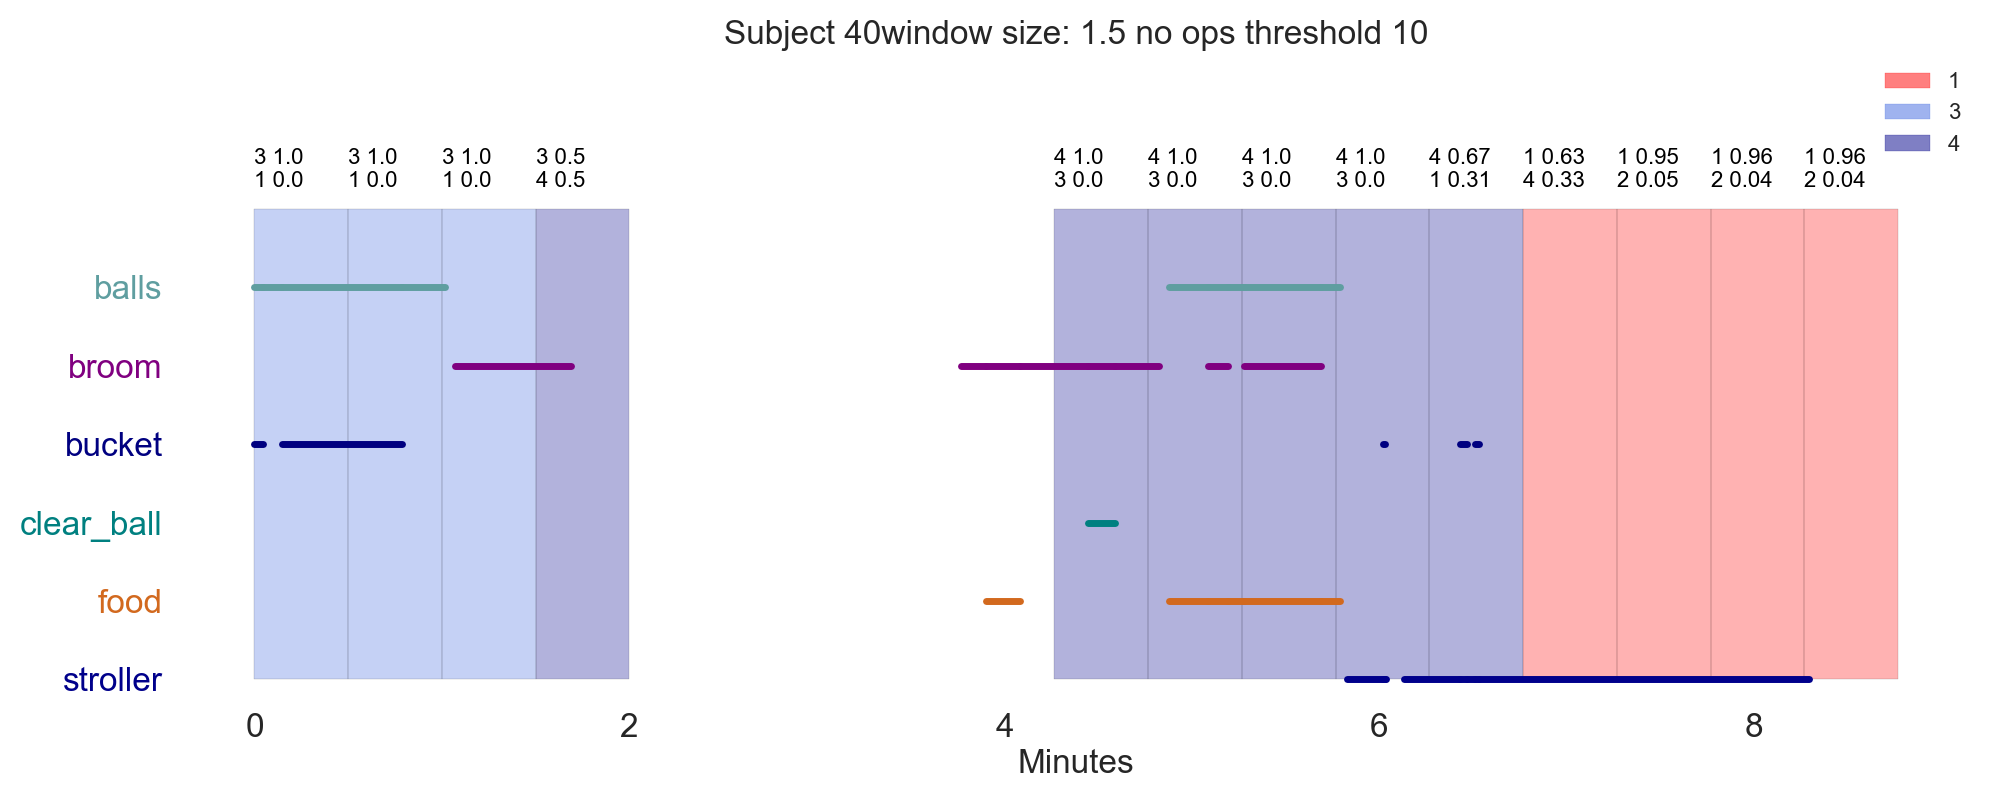 Subject 40window size: 1.5 no ops threshold 10
1
3
4
3 1.0 3 1.0 3 1.0 3 0.5 4 1.0 4 1.0 4 1.0 4 1.0 4 0.67 1 0.63 1 0.95 1 0.96 1 0.96
1 0.0 1 0.0 1 0.0 4 0.5 3 0.0 3 0.0 3 0.0 3 0.0 1 0.31 4 0.33 2 0.05 2 0.04 2 0.04
balls
broom
bucket
clear_ball
food
stroller
0 2 4 6 8
Minutes